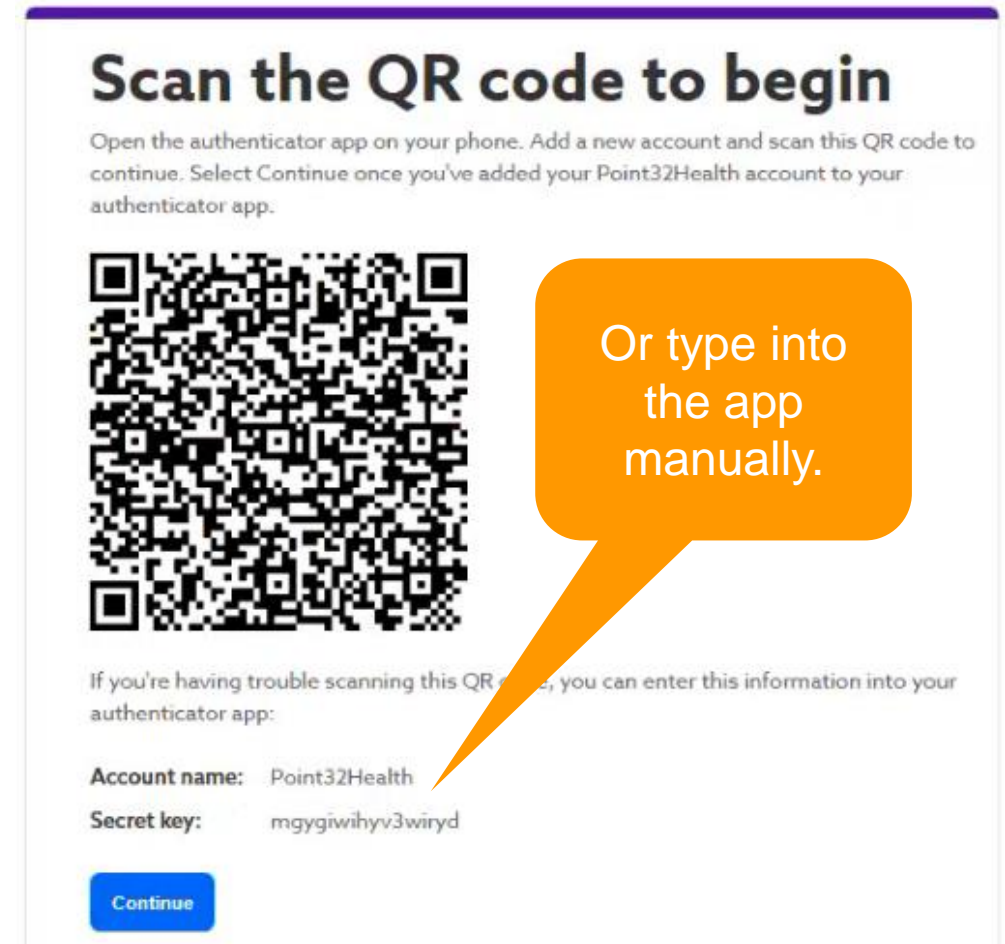 Scan the QR code to begin
Open the authenticator app on your phone. Add a new account and scan this QR code to
continue. Select Continue once you've added your Point32Health account to your
authenticator app.
Or type into
the app
manually.
If you're having trouble scanning this QR , you can enter this information into your
authenticator app:
Account name: Point32Health
Secret key: mgygiwihyv3wiryd
Continue